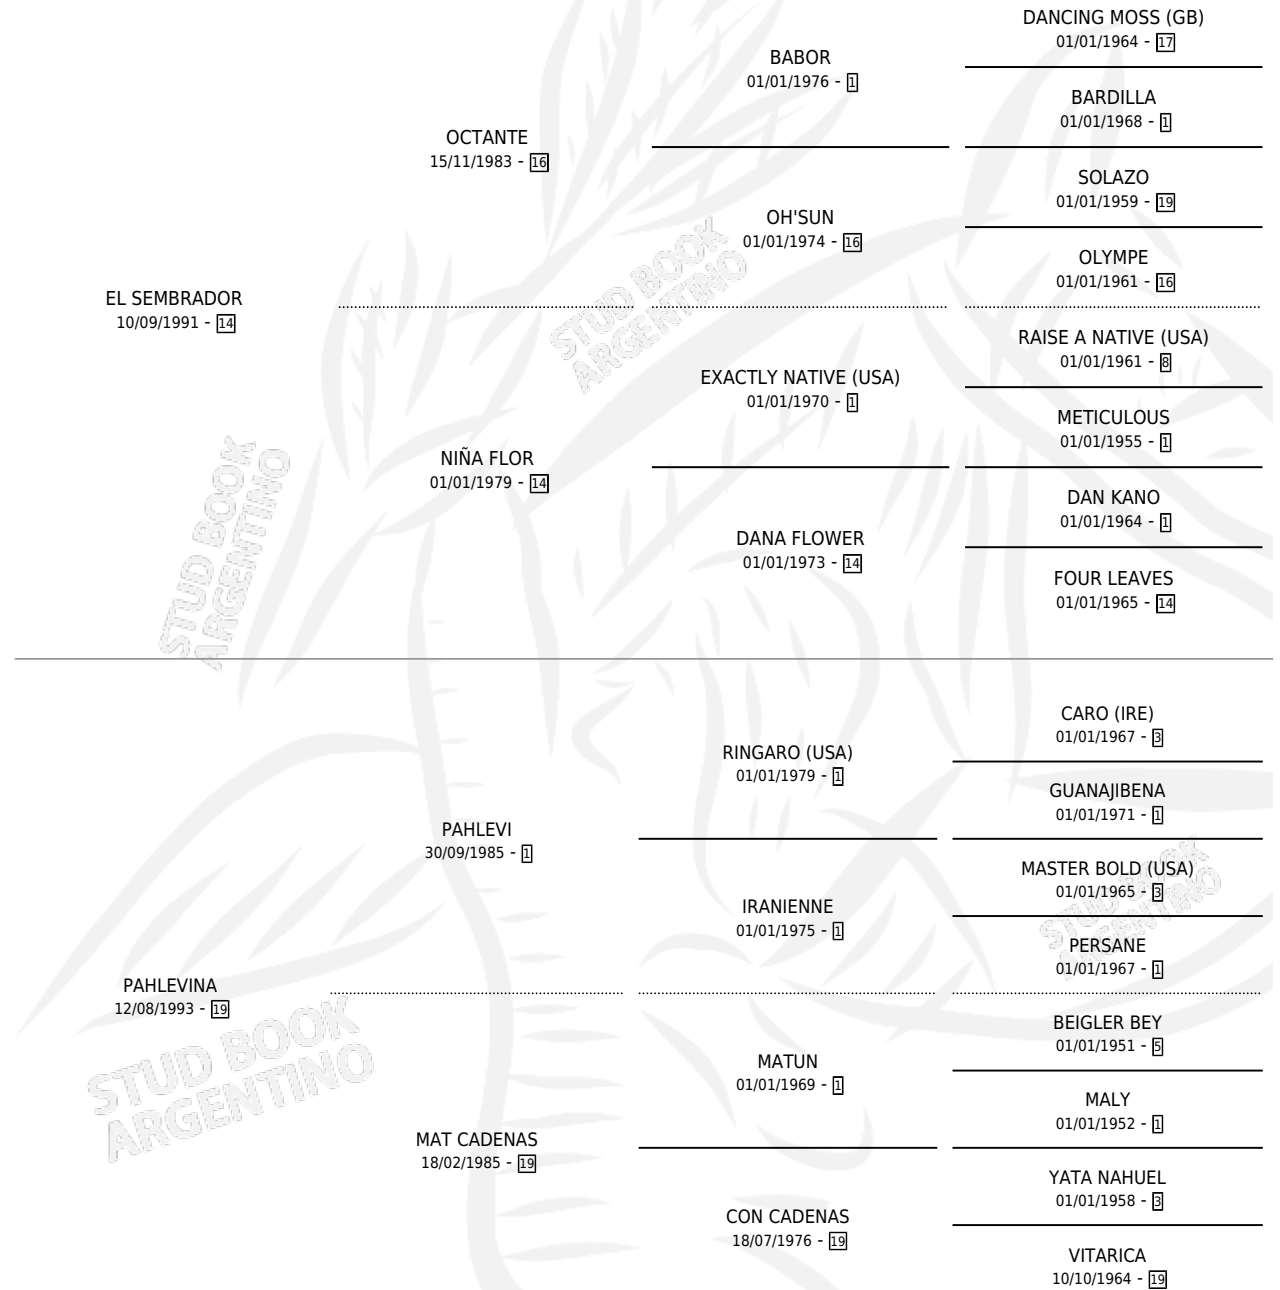 DANCING MOSS (GB)
01/01/1964 - 17
BABOR
01/01/1976 - 1
BARDILLA
01/01/1968 - 1
OCTANTE
15/11/1983 - 16
SOLAZO
01/01/1959 - 19
OH'SUN
01/01/1974 - 16
OLYMPE
01/01/1961 - 16
EL SEMBRADOR
10/09/1991 - 14
STUD BOOK
ARGENTINO
RAISE A NATIVE (USA)
01/01/1961 - 8
EXACTLY NATIVE (USA)
01/01/1970 - 1
METICULOUS
01/01/1955 - 1
NIÑA FLOR
01/01/1979 - 14
DAN KANO
01/01/1964 - 1
DANA FLOWER
01/01/1973 - 14
FOUR LEAVES
01/01/1965 - 14
STUD BOOK
ARGENTINO
CARO (IRE)
01/01/1967 - 3
RINGARO (USA)
01/01/1979 - 1
GUANAJIBENA
01/01/1971 - 1
PAHLEVI
30/09/1985 - 1
MASTER BOLD (USA)
01/01/1965 - 3
IRANIENNE
01/01/1975 - 1
STUD BOOK
ARGENTINO
PERSANE
01/01/1967 - 1
PAHLEVINA
12/08/1993 - 19
BEIGLER BEY
01/01/1951 - 5
STUD BOOK
ARGENTINO
MATUN
01/01/1969 - 1
MALY
01/01/1952 - 1
MAT CADENAS
18/02/1985 - 19
YATA NAHUEL
01/01/1958 - 3
CON CADENAS
18/07/1976 - 19
VITARICA
10/10/1964 - 19